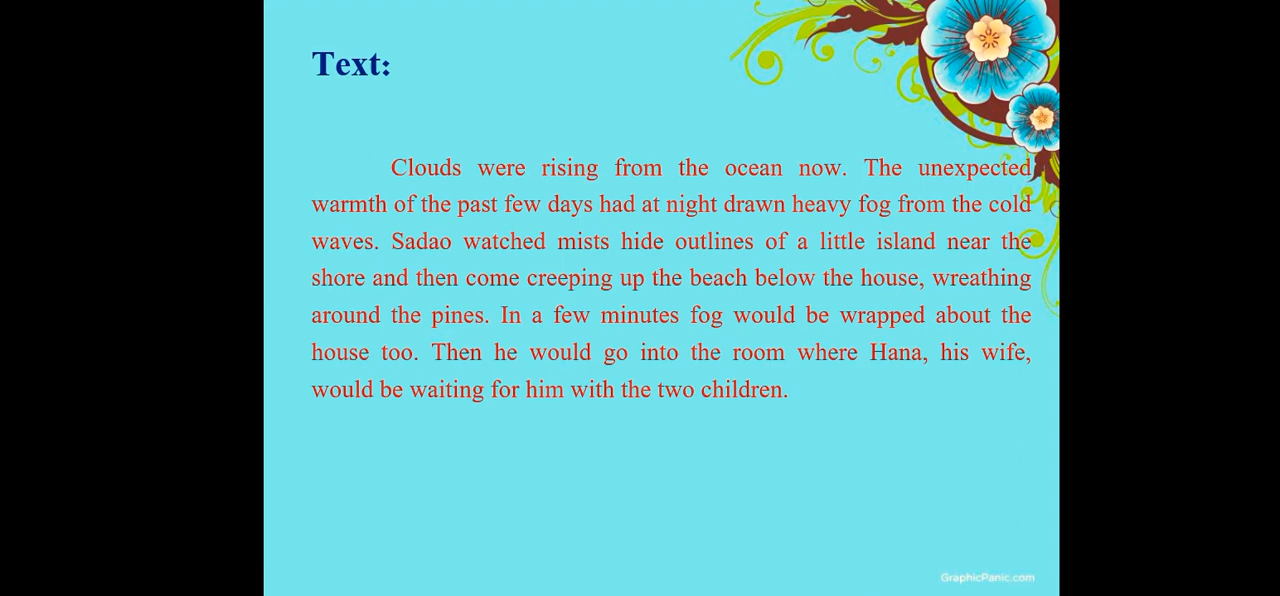 Text:
Clouds were rising from the ocean now. The unexpected
warmth of the past few days had at night drawn heavy fog from the cold
waves. Sadao watched mists hide outlines of a little island near the
shore and then come creeping up the beach below the house, wreathing
around the pines. In a few minutes fog would be wrapped about the
house too. Then he would go into the room where Hana, his wife,
would be waiting for him with the two children.
GraphicPanic.com